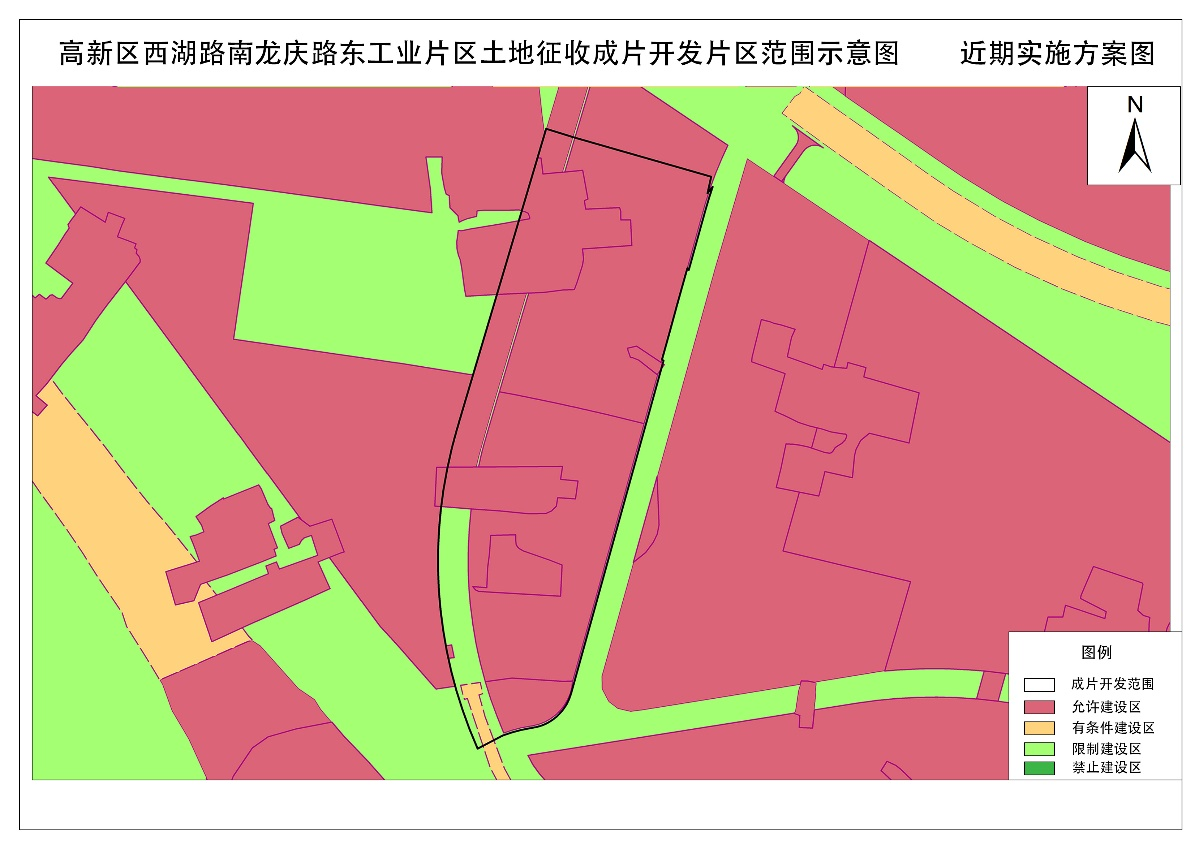 高新区西湖路南龙庆路东工业片区土地征收成片开发片区范围示意图 近期实施方案图
N
图例
成片开发范围
允许建设区
有条件建设区
限制建设区
禁止建设区